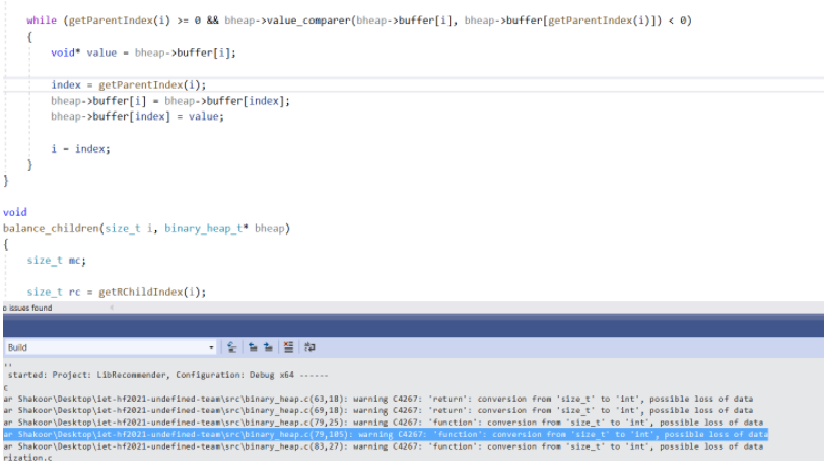 while (getParentIndex(i) >= 0 && bheap->value_comparer(bheap->buffer[i], bheap->buffer[getParentIndex(i)]) < 0)
{
void* value = bheap->buffer[i];
index = getParentIndex(i);
bheap->buffer[i] = bheap->buffer[index];
bheap->buffer[index] = value;
i = index;
}
}
void
balance_children(size_t i, binary_heap_t* bheap)
{
size_t mc;
size_t rc = getRChildIndex(i);
o issues found
Build
started: Project: LibRecommender, Configuration: Debug x64 ------
c
ar Shakoor\Desktop\iet-hf2021-undefined-team\src\binary_heap.c(63,18): warning C4267: 'return': conversion from 'size_t' to 'int', possible loss of data
ar Shakoor\Desktop\iet-hf2021-undefined-team\src\binary_heap.c(69,18): warning C4267: 'return': conversion from 'size_t' to 'int', possible loss of data
ar Shakoor\Desktop\iet-hf2021-undefined-team\src\binary_heap.c(79,25): warning C4267: 'function': conversion from 'size_t' to 'int', possible loss of data
ar Shakoor\Desktop\iet-hf2021-undefined-team\src\binary_heap.c(79,105): warning C4267: 'function': conversion from 'size_t' to 'int', possible loss of data
ar Shakoor\Desktop\iet-hf2021-undefined-team\src\binary_heap.c(83,27): warning C4267: 'function': conversion from 'size_t' to 'int', possible loss of data
rization.c